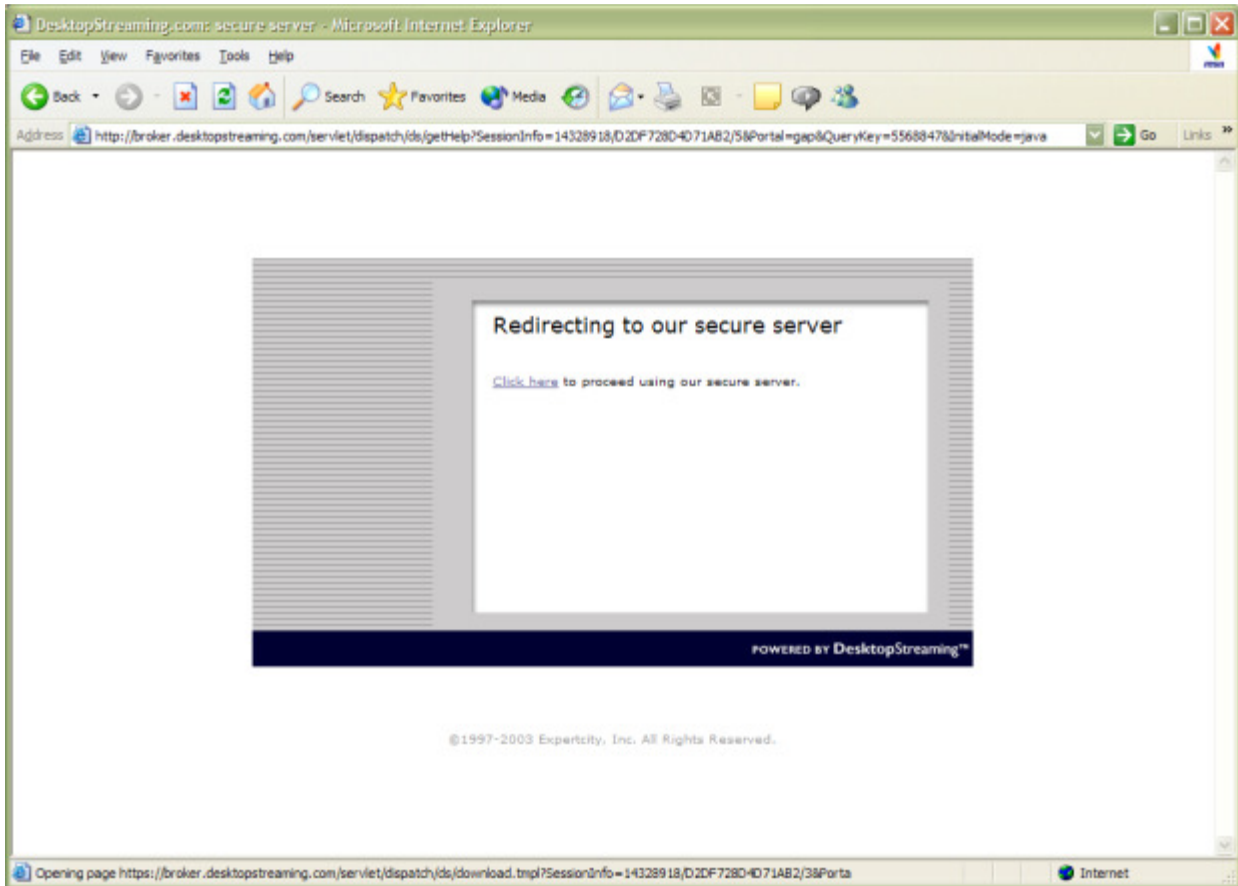 DesktopStreaming.com: secure server - Microsoft Internet Explorer
File Edit View Favorites Tools Help
msn
Back Search Favorites Media
Address http://broker.desktopstreaming.com/servlet/dispatch/ds/getHelp?SessionInfo=14328918/D2DF728D4D71AB2/5&Portal=gap&QueryKey=5568847&InitialMode=java Go Links »
Redirecting to our secure server
Click here to proceed using our secure server.
POWERED BY DesktopStreaming™
©1997-2003 Expertcity, Inc. All Rights Reserved.
Opening page https://broker.desktopstreaming.com/servlet/dispatch/ds/download.tmpl?SessionInfo=14328918/D2DF728D4D71AB2/3&Porta Internet